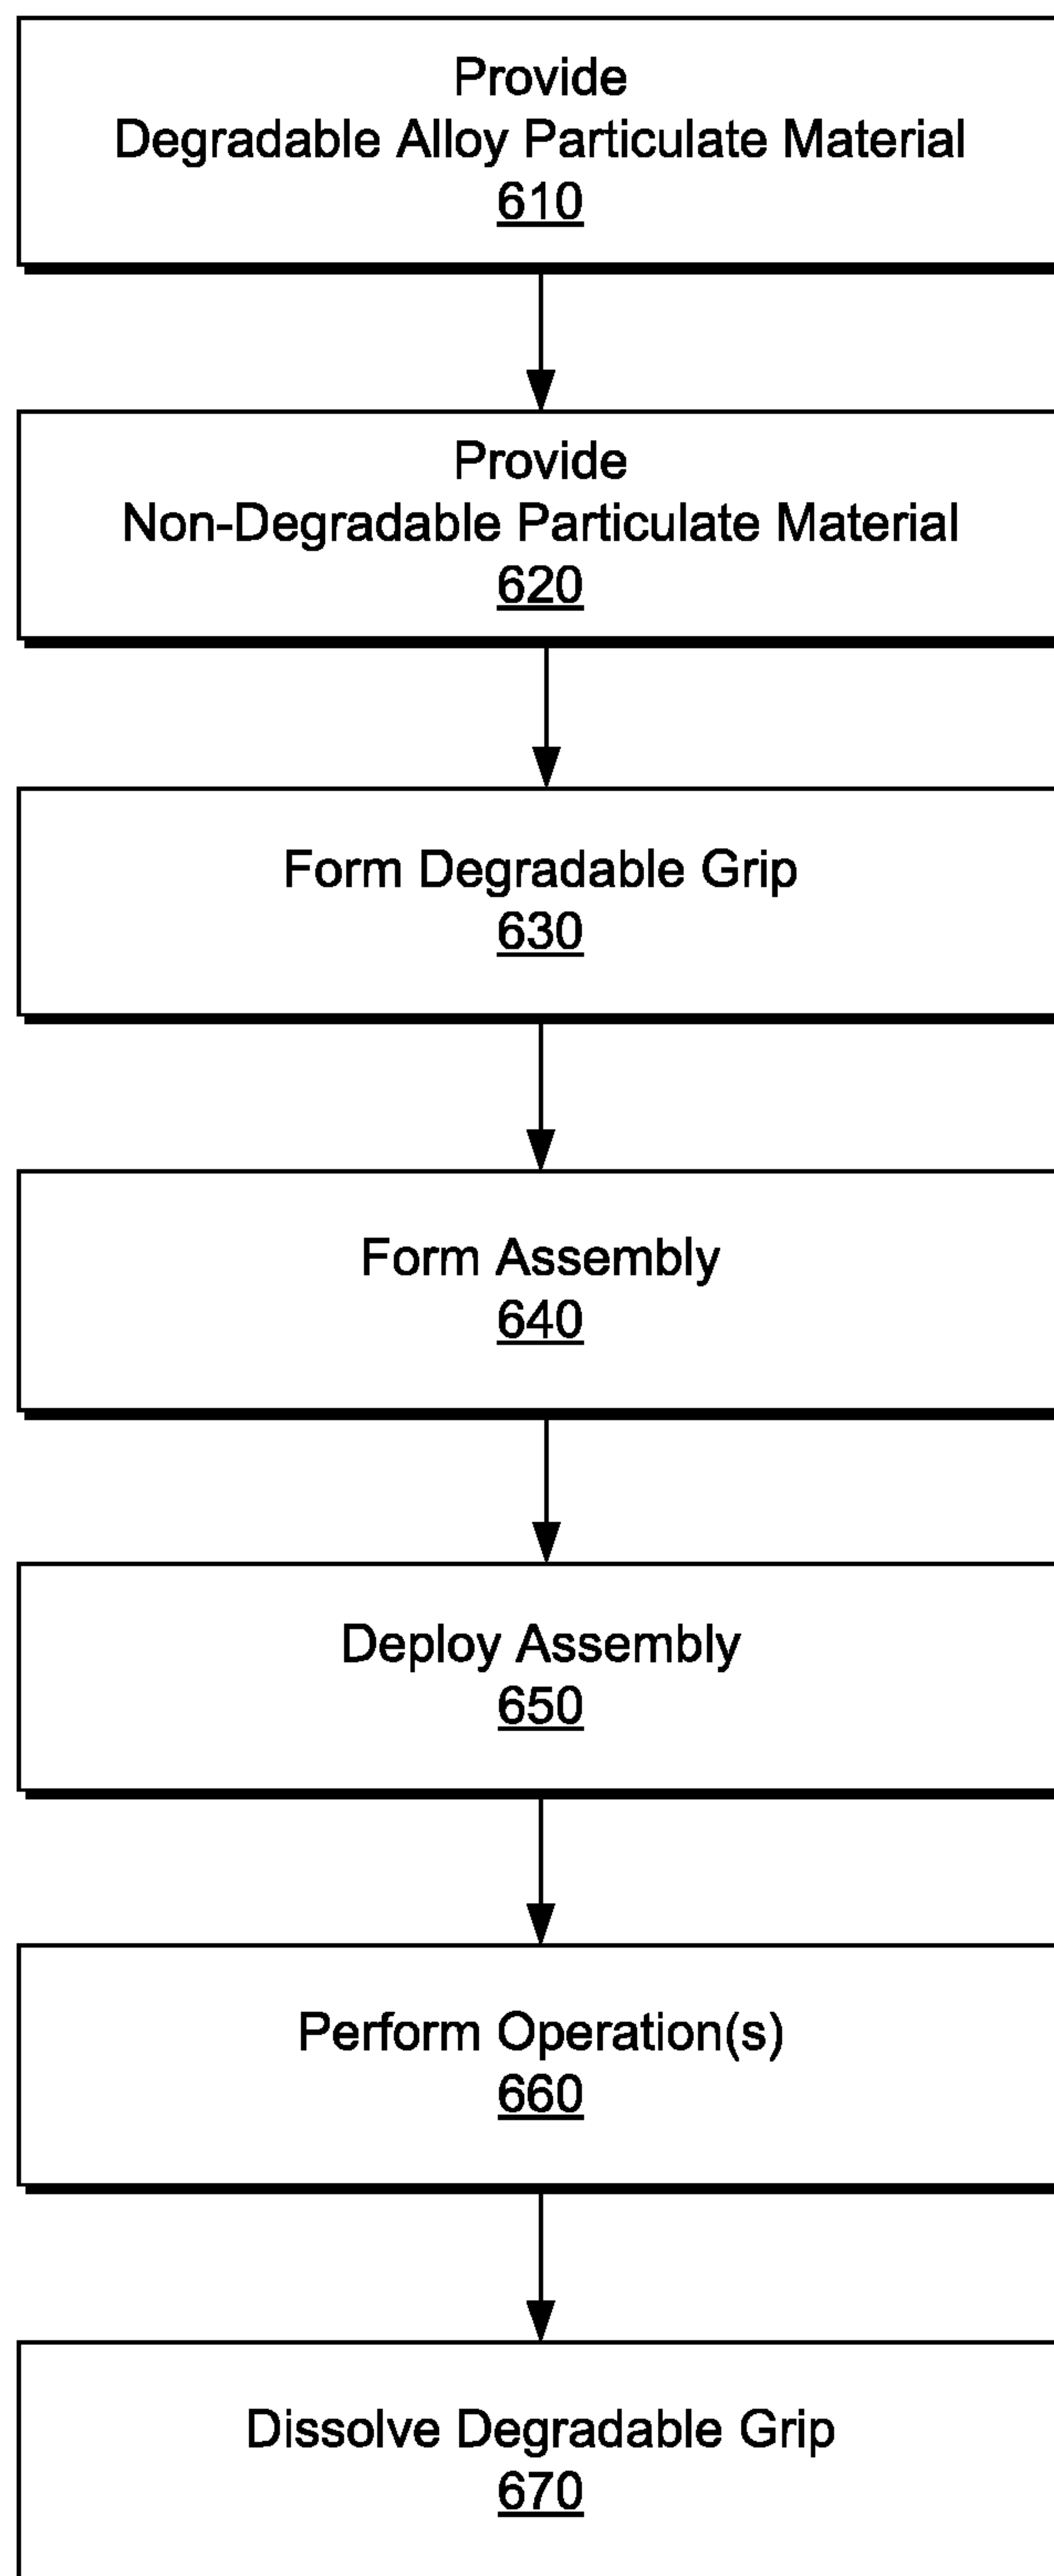 Provide
Degradable Alloy Particulate Material
610
Provide
Non-Degradable Particulate Material
620
Form Degradable Grip
630
Form Assembly
640
Deploy Assembly
650
Perform Operation(s)
660
Dissolve Degradable Grip
670